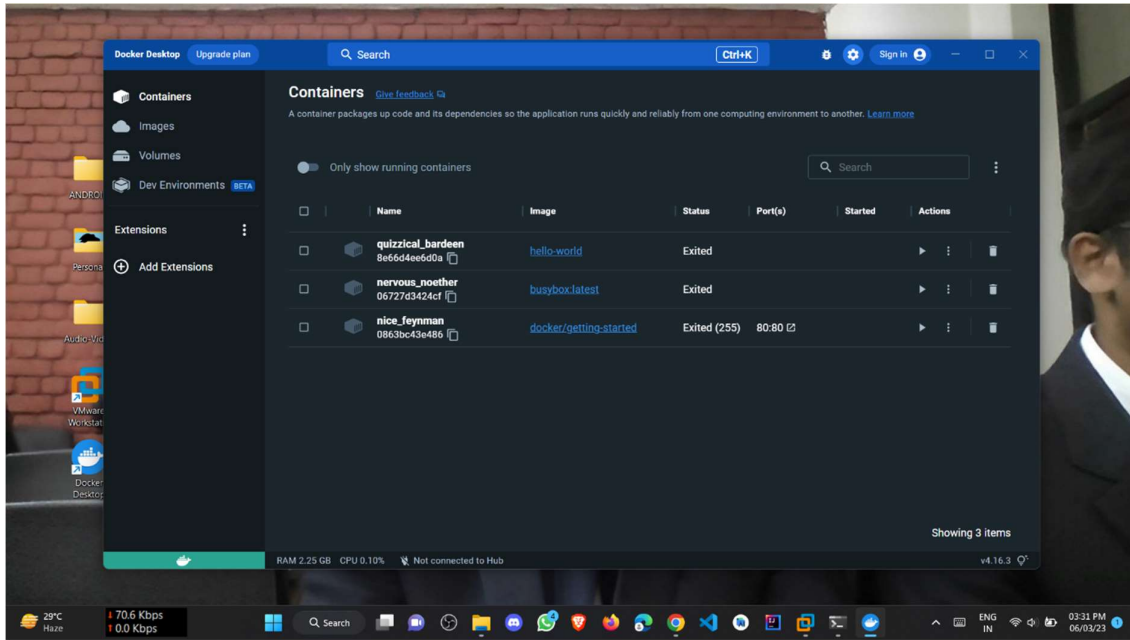 Docker Desktop Upgrade plan Search Ctrl+K Sign in
Containers
Images
Volumes
Dev Environments BETA
Extensions
Add Extensions
Containers Give feedback
A container packages up code and its dependencies so the application runs quickly and reliably from one computing environment to another. Learn more
Only show running containers Search
Name Image Status Port(s) Started Actions
quizzical_bardeen hello-world Exited
8e66d4ee6d0a
nervous_noether busybox:latest Exited
06727d3424cf
nice_feynman docker/getting-started Exited (255) 80:80
0863bc43e486
Showing 3 items
RAM 2.25 GB CPU 0.10% Not connected to Hub v4.16.3
ANDROI
Persona
Audio-Vid
VMware
Workstat
Docker
Desktop
29°C
Haze
70.6 Kbps
0.0 Kbps
Search
4
ENG
IN
03:31 PM
06/03/23
1